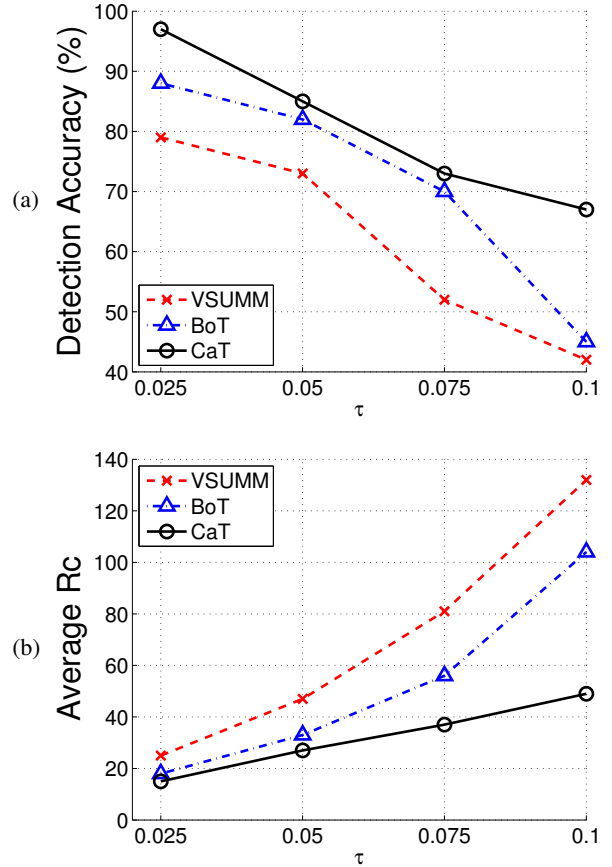 (a)
Detection Accuracy (%)
100
90
80
70
60
50
40
VSUMM
BoT
CaT
0.025 0.05 0.075 0.1
τ
(b)
Average Rc
140
120
100
80
60
40
20
0
VSUMM
BoT
CaT
0.025 0.05 0.075 0.1
τ